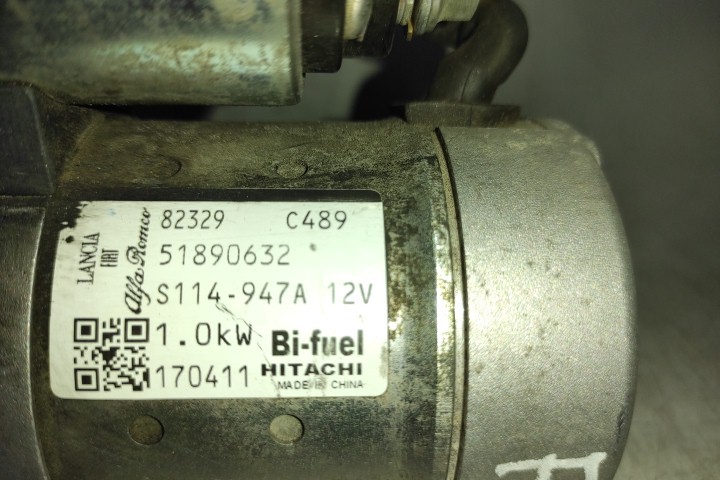 LANCIA
FIAT
Alfa Romeo
82329 C489
51890632
S114-947A 12V
1.0kW Bi-fuel
170411 HITACHI
MADE IN CHINA